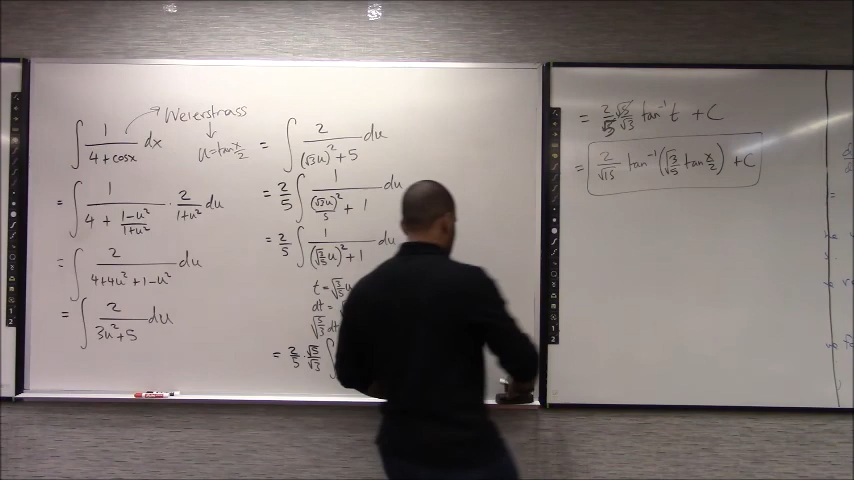 ∫ 1/(4+cosx) dx → Weierstrass
↓
u=tan x/2
= ∫ 1/(4 + (1-u²)/(1+u²)) · 2/(1+u²) du
= ∫ 2/(4+4u²+1-u²) du
= ∫ 2/(3u²+5) du
= ∫ 2/((√3u)²+5) du
= 2/5 ∫ 1/((√3u)²/5 + 1) du
= 2/5 ∫ 1/((√(3/5)u)²+1) du
t = √(3/5)u
dt =
√(5/3) dt
= 2/5 · √5/√3 ∫
= 2/5 √5/√3 tan⁻¹ t + C
= 2/√15 tan⁻¹(√(3/5) tan x/2) + C